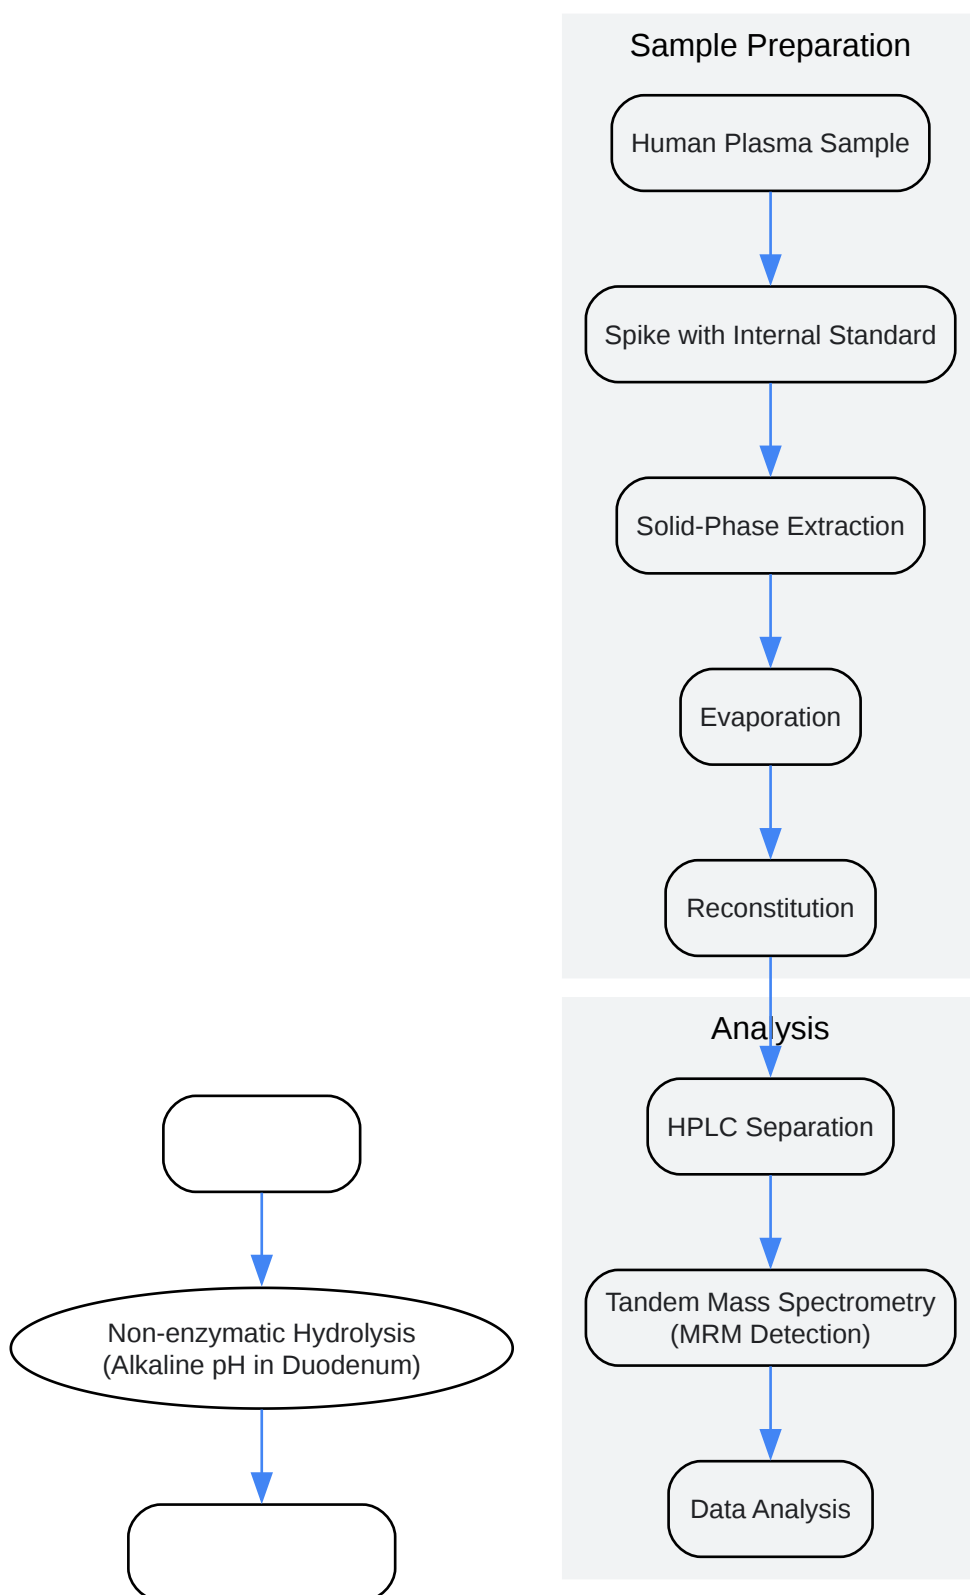 Sample Preparation
Human Plasma Sample
Spike with Internal Standard
Solid-Phase Extraction
Evaporation
Reconstitution
Analysis
HPLC Separation
Tandem Mass Spectrometry
(MRM Detection)
Data Analysis
Non-enzymatic Hydrolysis
(Alkaline pH in Duodenum)